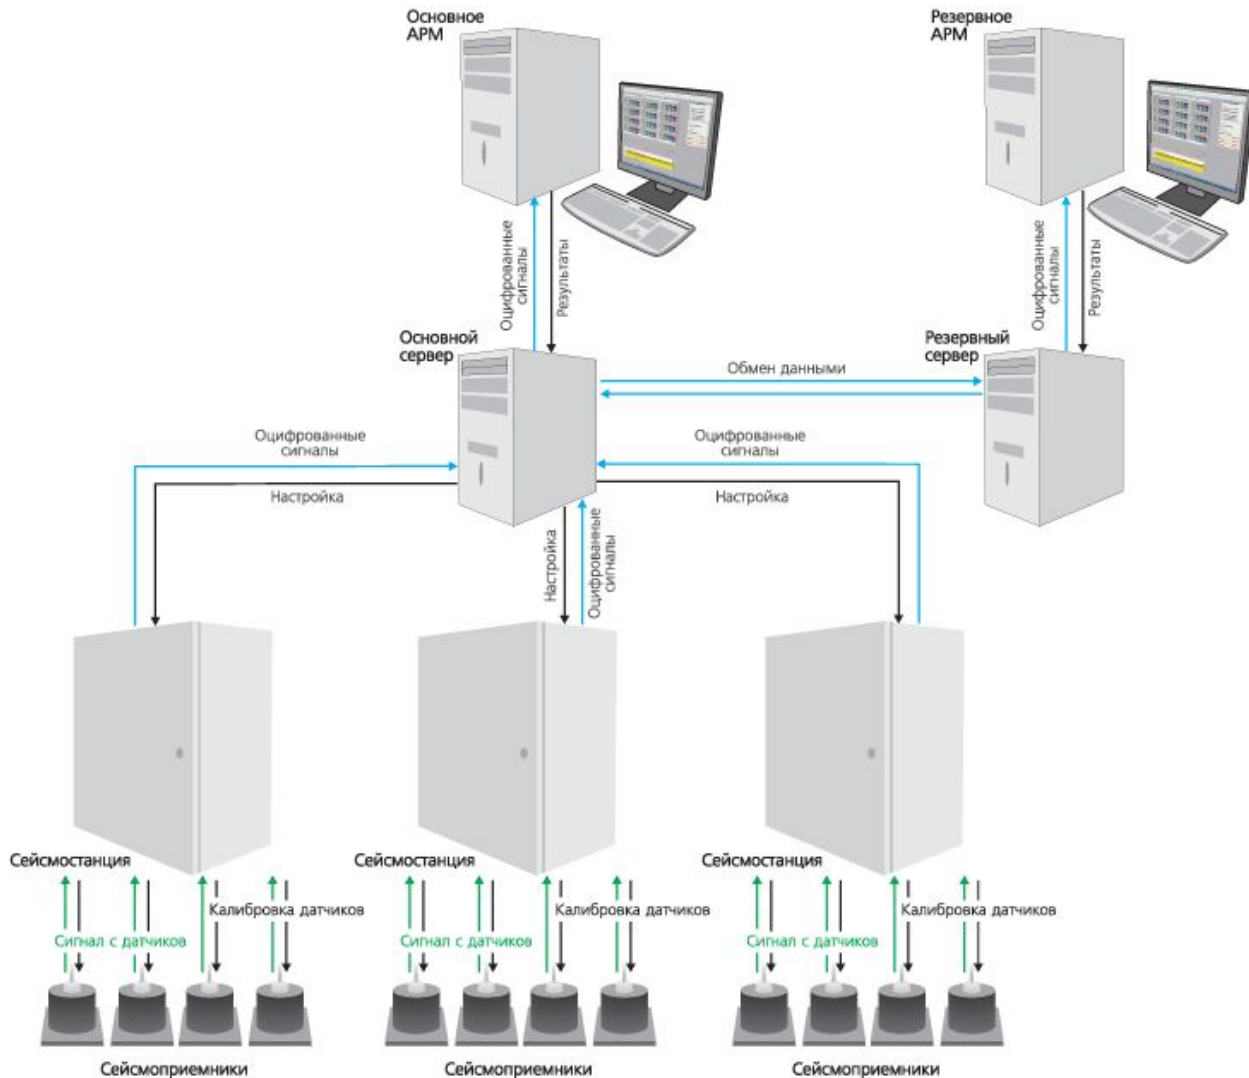 Основное
АРМ
Резервное
АРМ
Оцифрованные
сигналы
Результаты
Оцифрованные
сигналы
Результаты
Основной
сервер
Резервный
сервер
Обмен данными
Оцифрованные
сигналы
Оцифрованные
сигналы
Настройка
Настройка
Настройка
Оцифрованные
сигналы
Сейсмостанция
Сейсмостанция
Сейсмостанция
Калибровка датчиков
Калибровка датчиков
Калибровка датчиков
Сигнал с датчиков
Сигнал с датчиков
Сигнал с датчиков
Сейсмоприемники
Сейсмоприемники
Сейсмоприемники